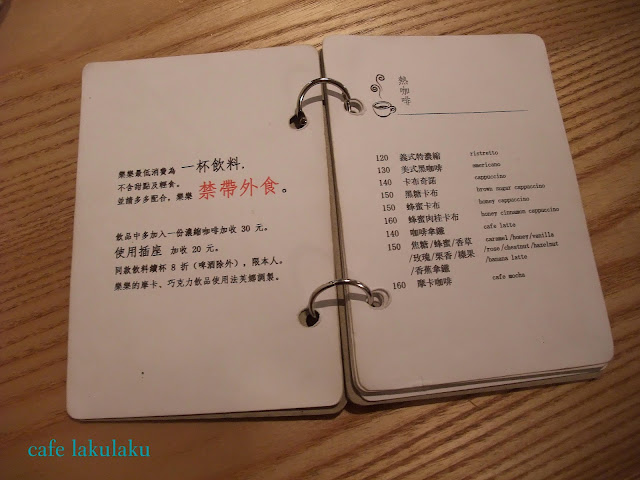 樂樂最低消費為 一杯飲料.
不含甜點及輕食。
並請多多配合,樂樂 禁帶外食。
飲品中多加入一份濃縮咖啡加收 30 元。
使用插座 加收 20 元。
同款飲料續杯 8 折 (啤酒除外), 限本人。
樂樂的摩卡、巧克力飲品使用法芙娜調製。
熱咖啡
120 義式特濃縮 ristretto
130 美式黑咖啡 americano
140 卡布奇諾 cappuccino
150 黑糖卡布 brown sugar cappuccino
150 蜂蜜卡布 honey cappuccino
160 蜂蜜肉桂卡布 honey cinnamon cappuccino
140 咖啡拿鐵 cafe latte
150 焦糖/蜂蜜/香草 caramel/honey/vanilla
/玫瑰/栗香/榛果 /rose/chestnut/hazelnut
/香蕉拿鐵 /banana latte
160 摩卡咖啡 cafe mocha
cafe lakulaku